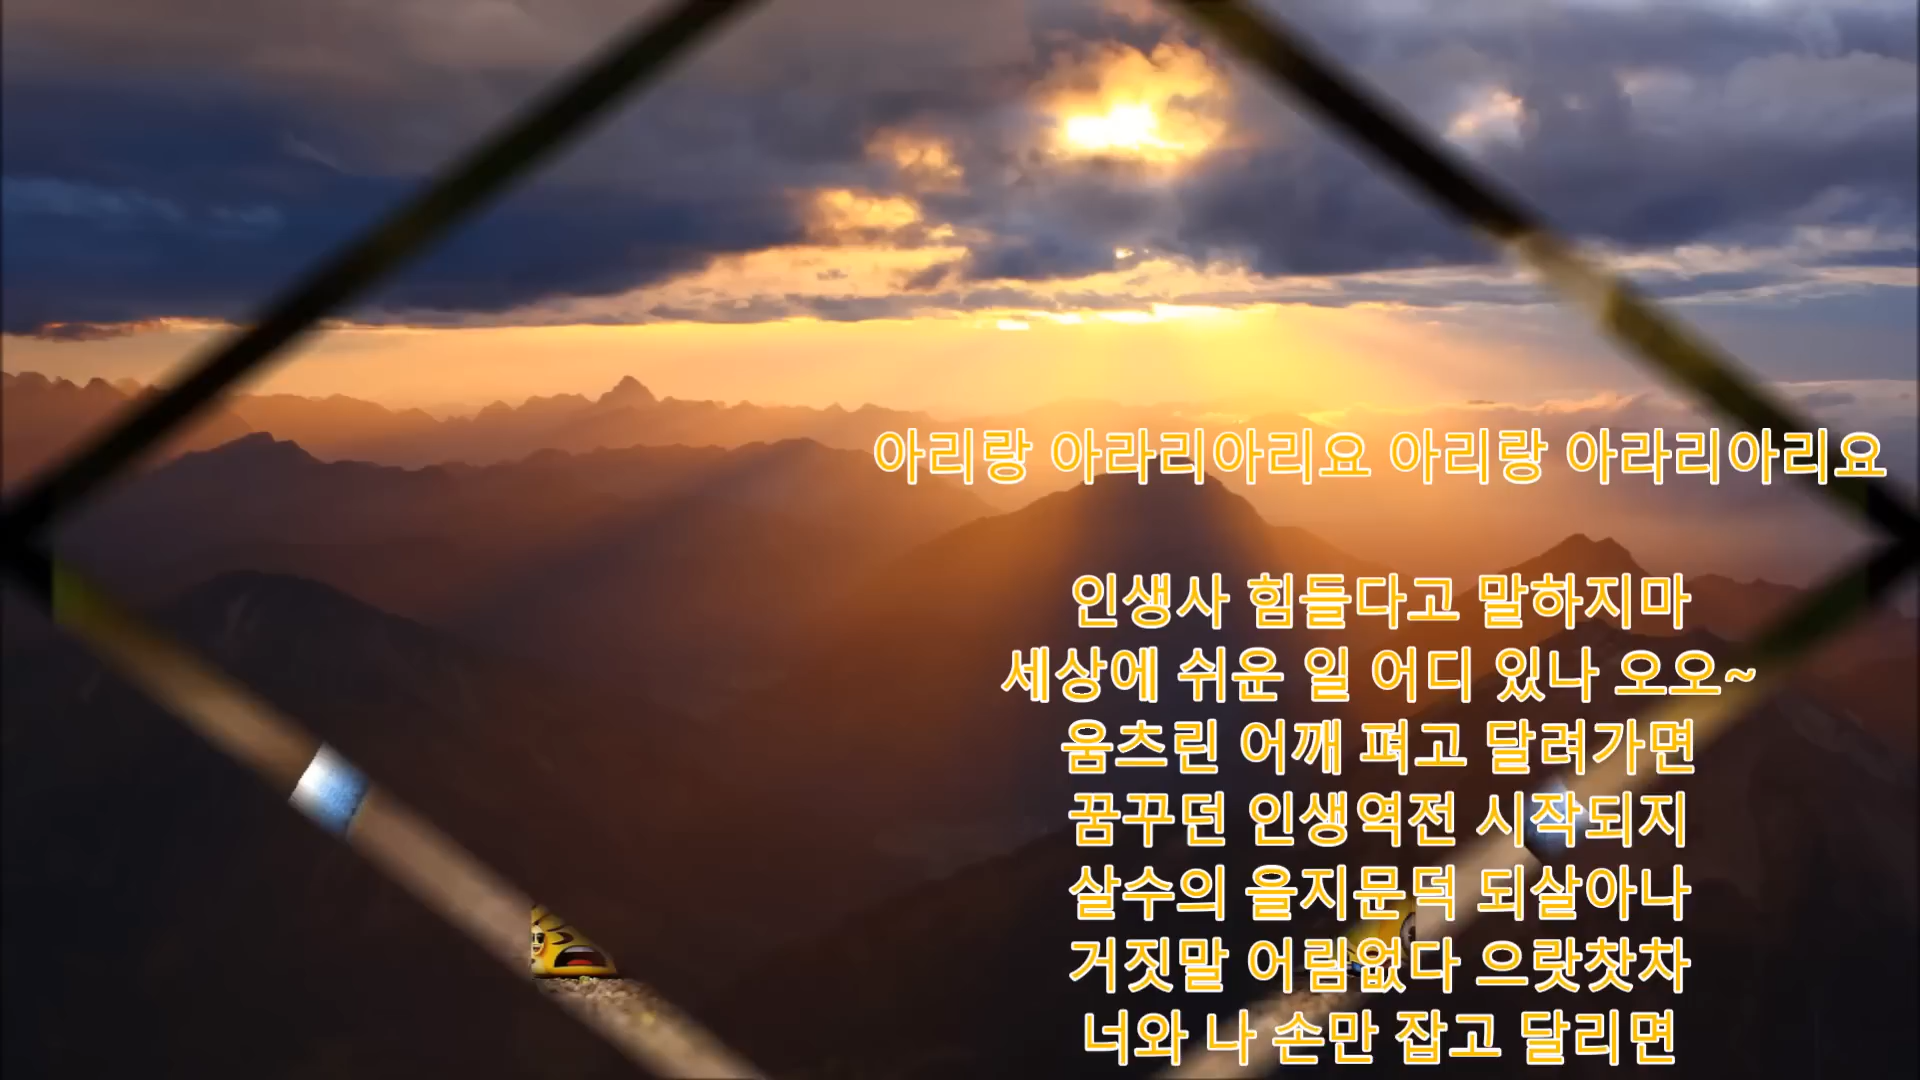 아리랑 아라리아리요 아리랑 아라리아리요
인생사 힘들다고 말하지마
세상에 쉬운 일 어디 있나 오오~
움츠린 어깨 펴고 달려가면
꿈꾸던 인생역전 시작되지
살수의 을지문덕 되살아나
거짓말 어림없다 으랏찻차
너와 나 손만 잡고 달리면